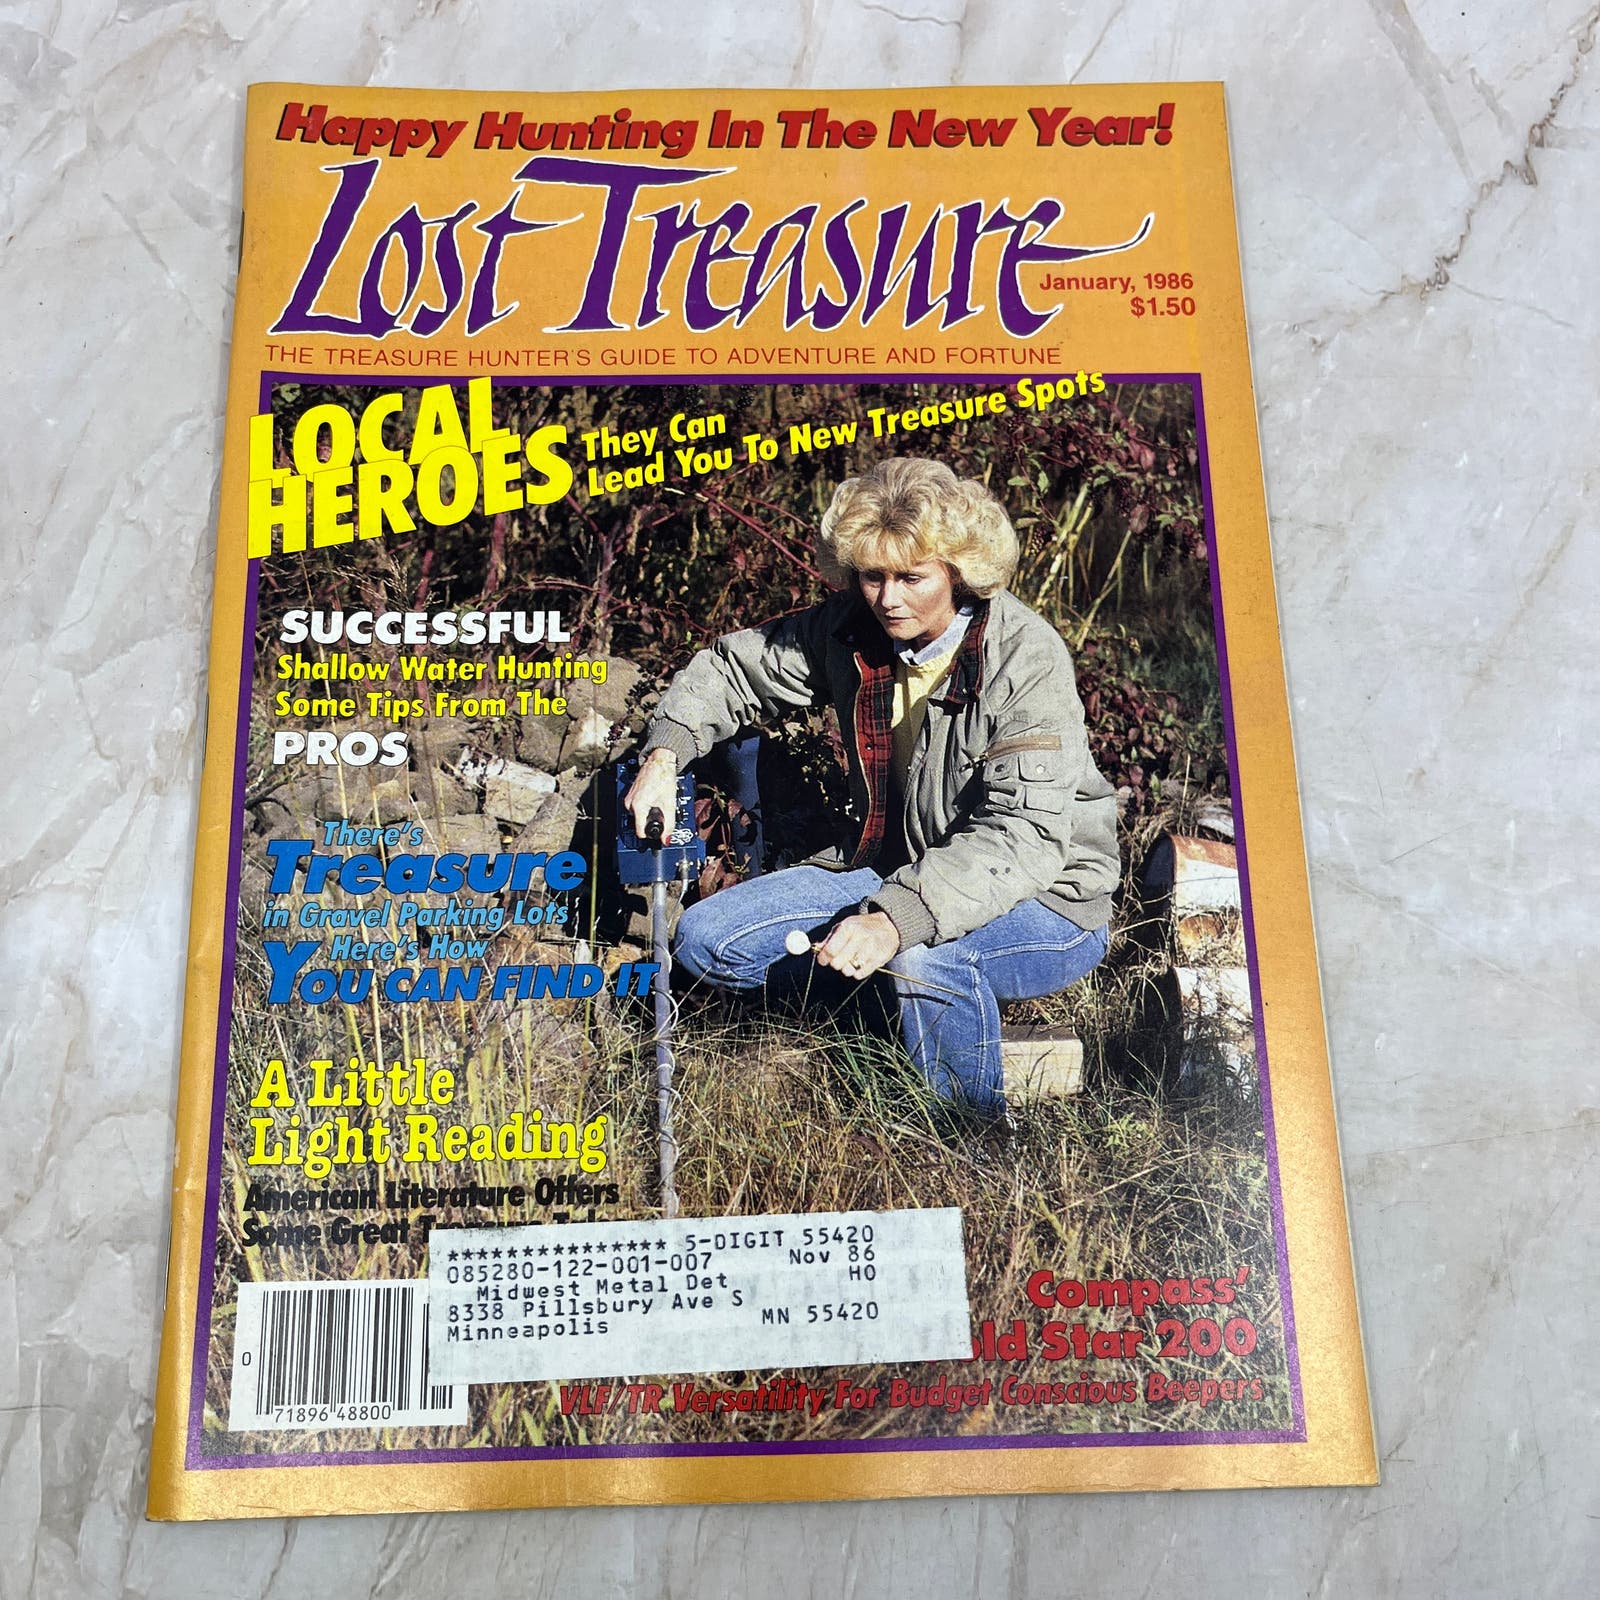 Happy Hunting In The New Year!
Lost Treasure
January, 1986
$1.50
THE TREASURE HUNTER'S GUIDE TO ADVENTURE AND FORTUNE
LOCAL
HEROES
They Can
Lead You To New Treasure Spots
SUCCESSFUL
Shallow Water Hunting
Some Tips From The
PROS
There's
Treasure
in Gravel Parking Lots
Here's How
YOU CAN FIND IT
A Little
Light Reading
American Literature Offers
Some Great
*************** 5-DIGIT 55420
085280-122-001-007 Nov 86
Midwest Metal Det HO
8338 Pillsbury Ave S
Minneapolis MN 55420
Compass'
Star 200
VLF/TR Versatility For Budget Conscious Beepers
0 71896 48800